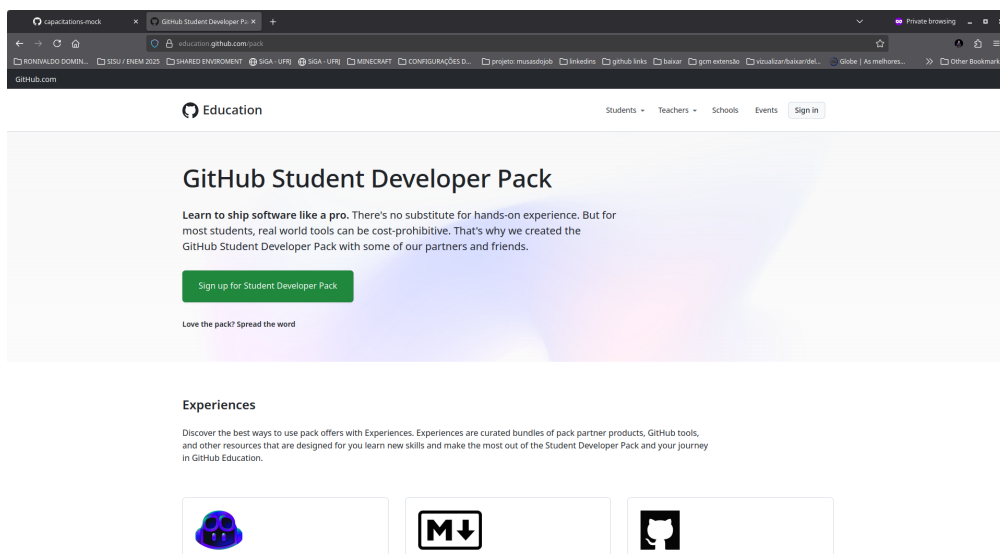 capacitations-mock
GitHub Student Developer Pa
Private browsing
education.github.com/pack
RONIVALDO DOMIN... SISU / ENEM 2025 SHARED ENVIROMENT SiGA - UFRJ SiGA - UFRJ MINECRAFT CONFIGURAÇÕES D... projeto: musasdojob linkedins github links baixar gcm extensão vizualizar/baixar/del... Globe | As melhores... Other Bookmark
GitHub.com
Education
Students Teachers Schools Events Sign in
GitHub Student Developer Pack
Learn to ship software like a pro. There's no substitute for hands-on experience. But for
most students, real world tools can be cost-prohibitive. That's why we created the
GitHub Student Developer Pack with some of our partners and friends.
Sign up for Student Developer Pack
Love the pack? Spread the word
Experiences
Discover the best ways to use pack offers with Experiences. Experiences are curated bundles of pack partner products, GitHub tools,
and other resources that are designed for you learn new skills and make the most out of the Student Developer Pack and your journey
in GitHub Education.
M